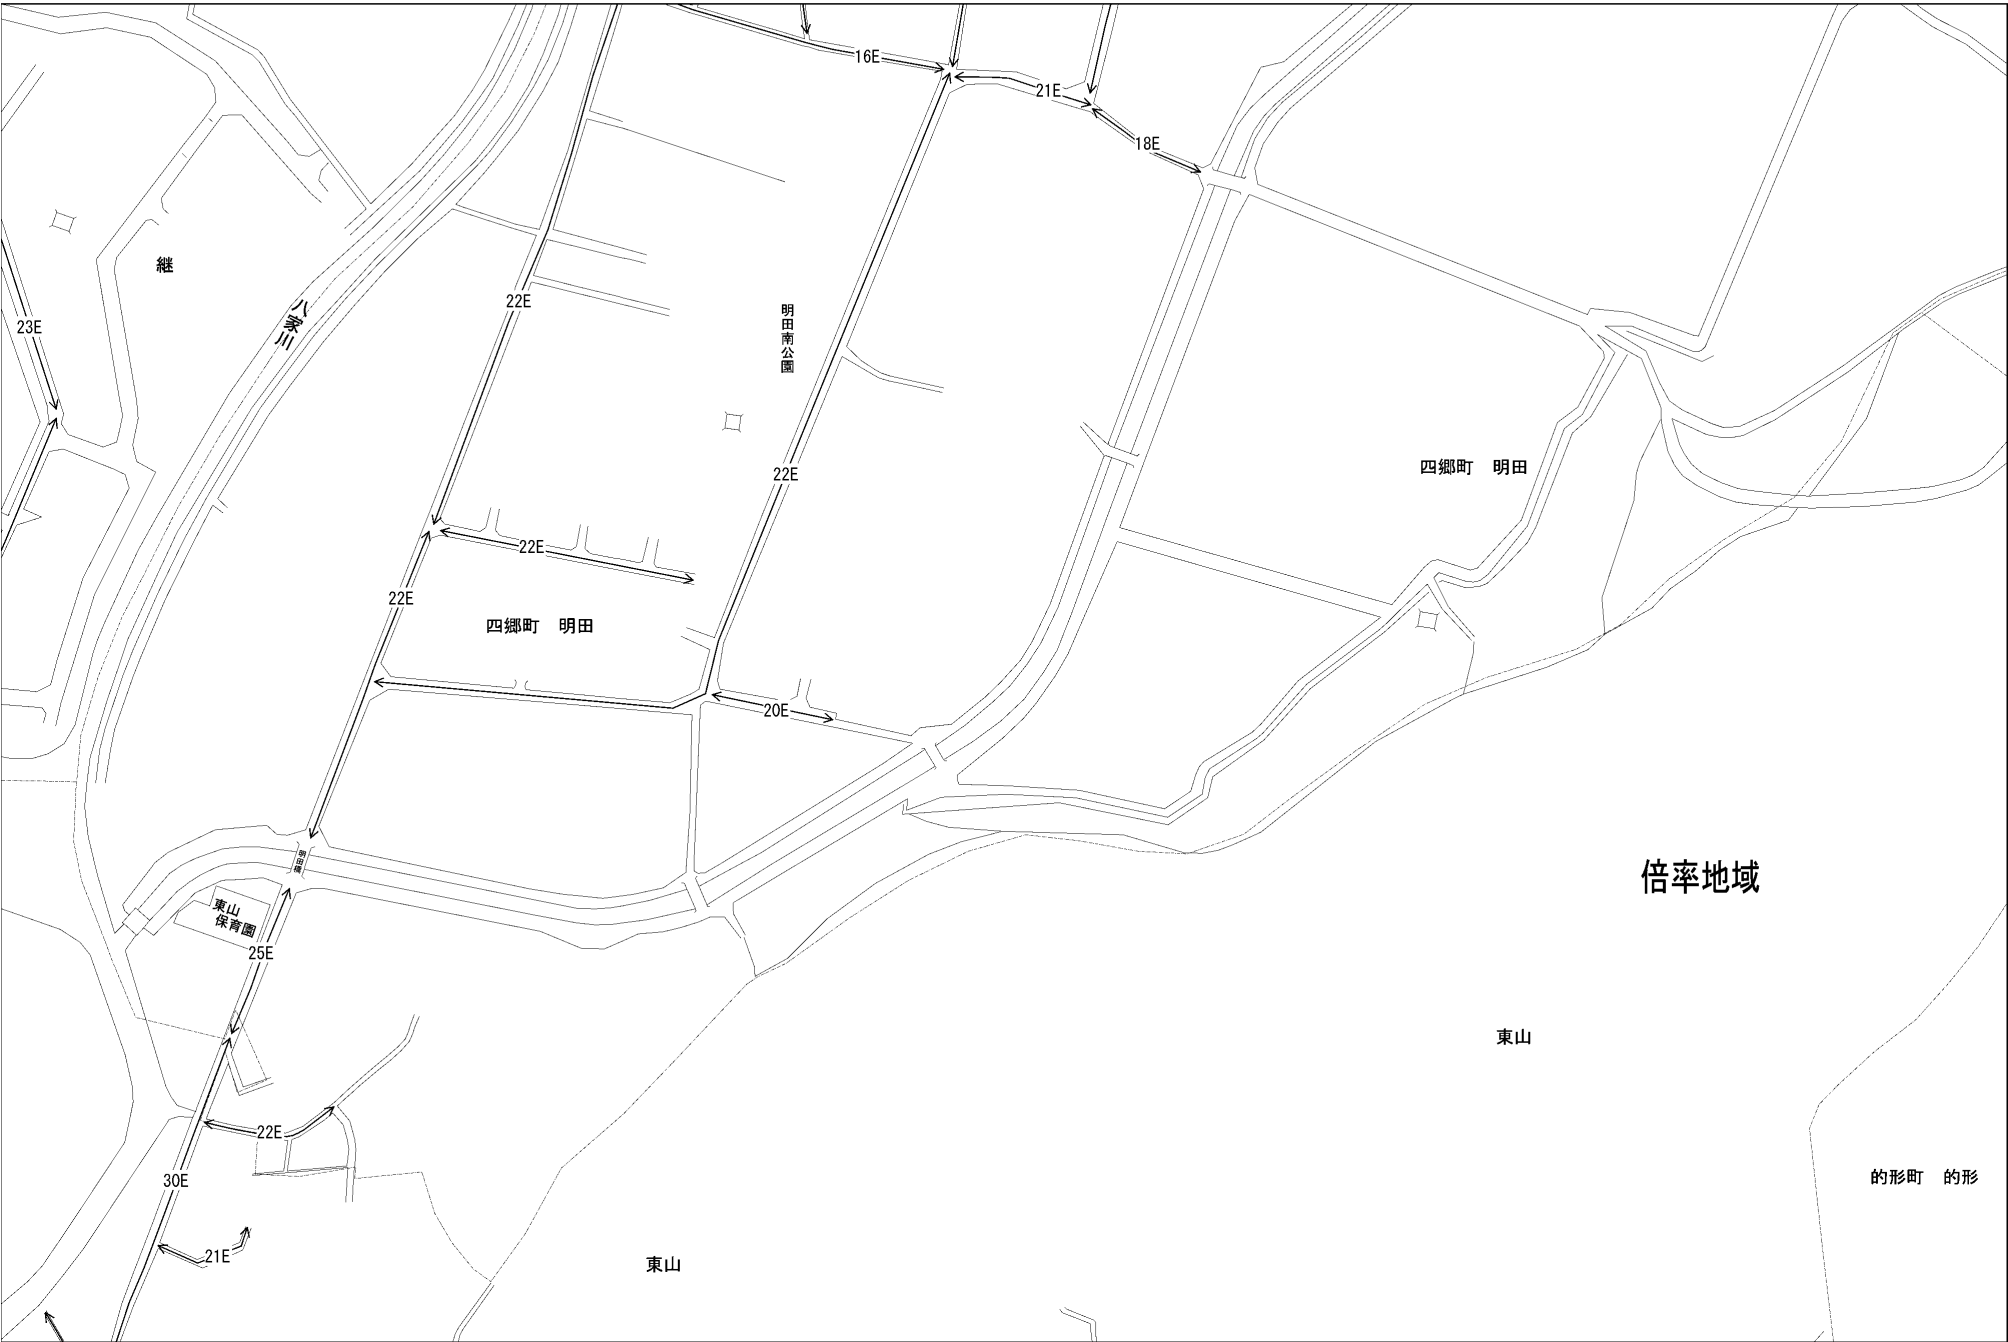 16E
21E
18E
継
八家川
23E
22E
明田南公園
22E
四郷町　明田
22E
22E
四郷町　明田
20E
明田橋
東山
保育園
倍率地域
25E
東山
22E
30E
的形町　的形
21E
東山